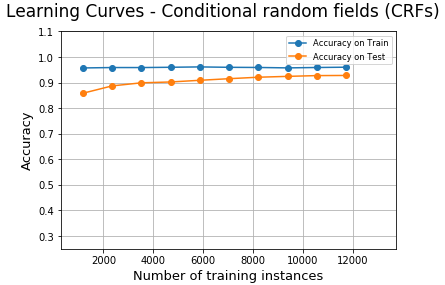 Learning Curves - Conditional random fields (CRFs)
1.1
1.0
0.9
0.8
0.7
0.6
0.5
0.4
0.3
Accuracy
Accuracy on Train
Accuracy on Test
2000 4000 6000 8000 10000 12000
Number of training instances